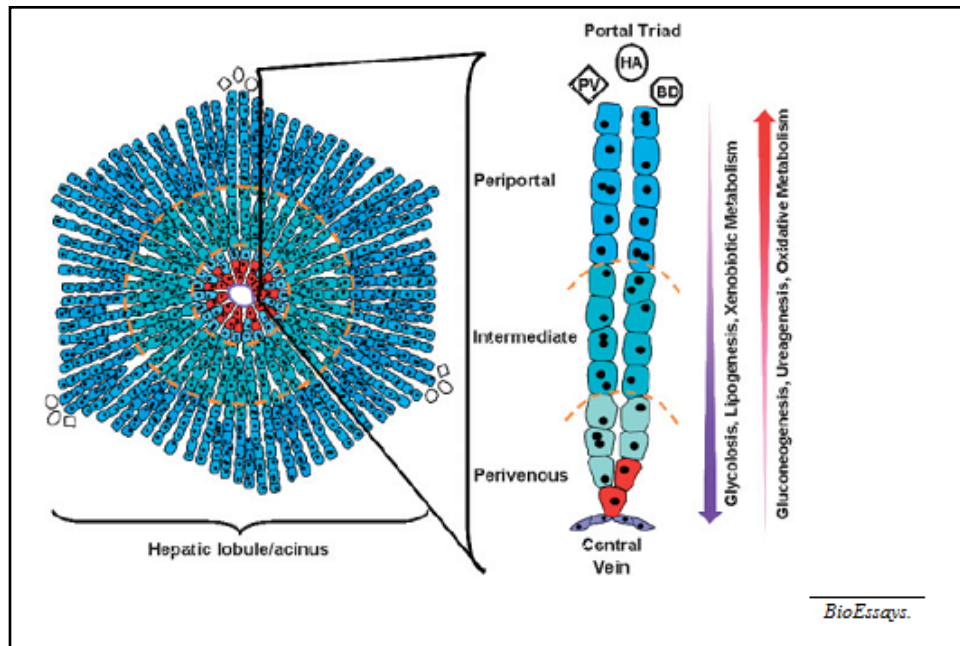 Portal Triad
HA
PV
BD
Periportal
Intermediate
Perivenous
Central
Vein
Glycolosis, Lipogenesis, Xenobiotic Metabolism
Gluconeogenesis, Ureagenesis, Oxidative Metabolism
Hepatic lobule/acinus
BioEssays.